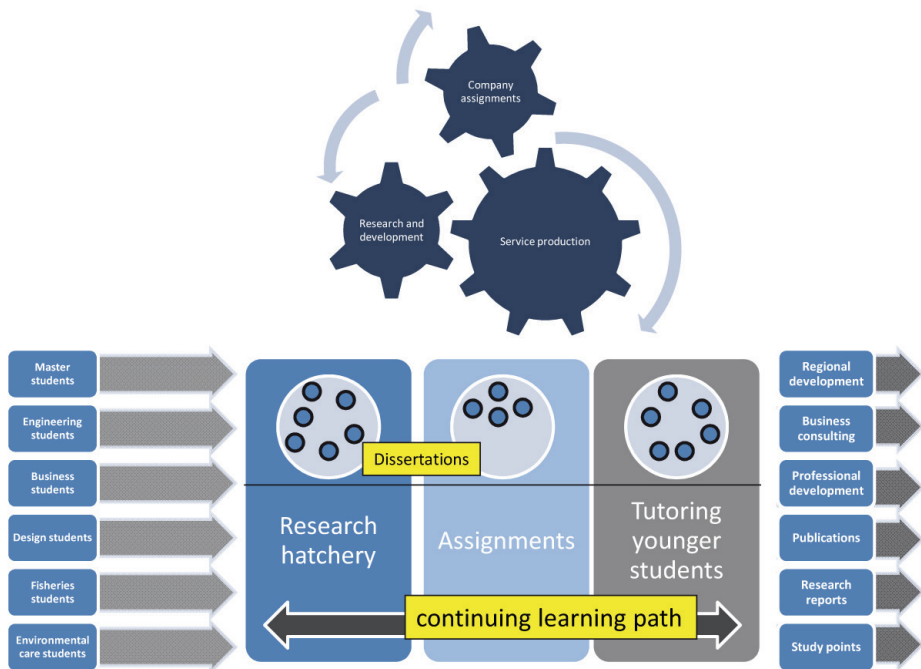 Company
assignments
Research and
development
Service production
Master
students
Engineering
students
Business
students
Design students
Fisheries
students
Environmental
care students
Dissertations
Research
hatchery
Assignments
Tutoring
younger
students
continuing learning path
Regional
development
Business
consulting
Professional
development
Publications
Research
reports
Study points